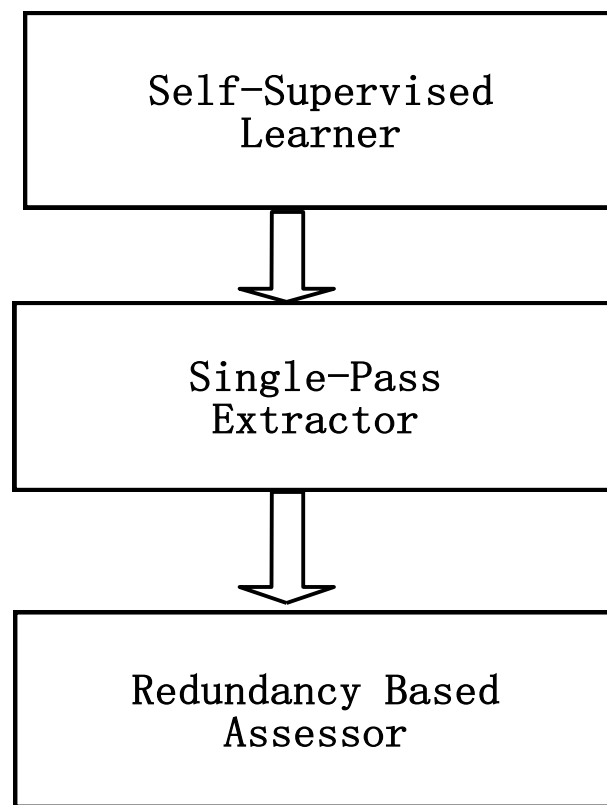 Self-Supervised
Learner
Single-Pass
Extractor
Redundancy Based
Assessor